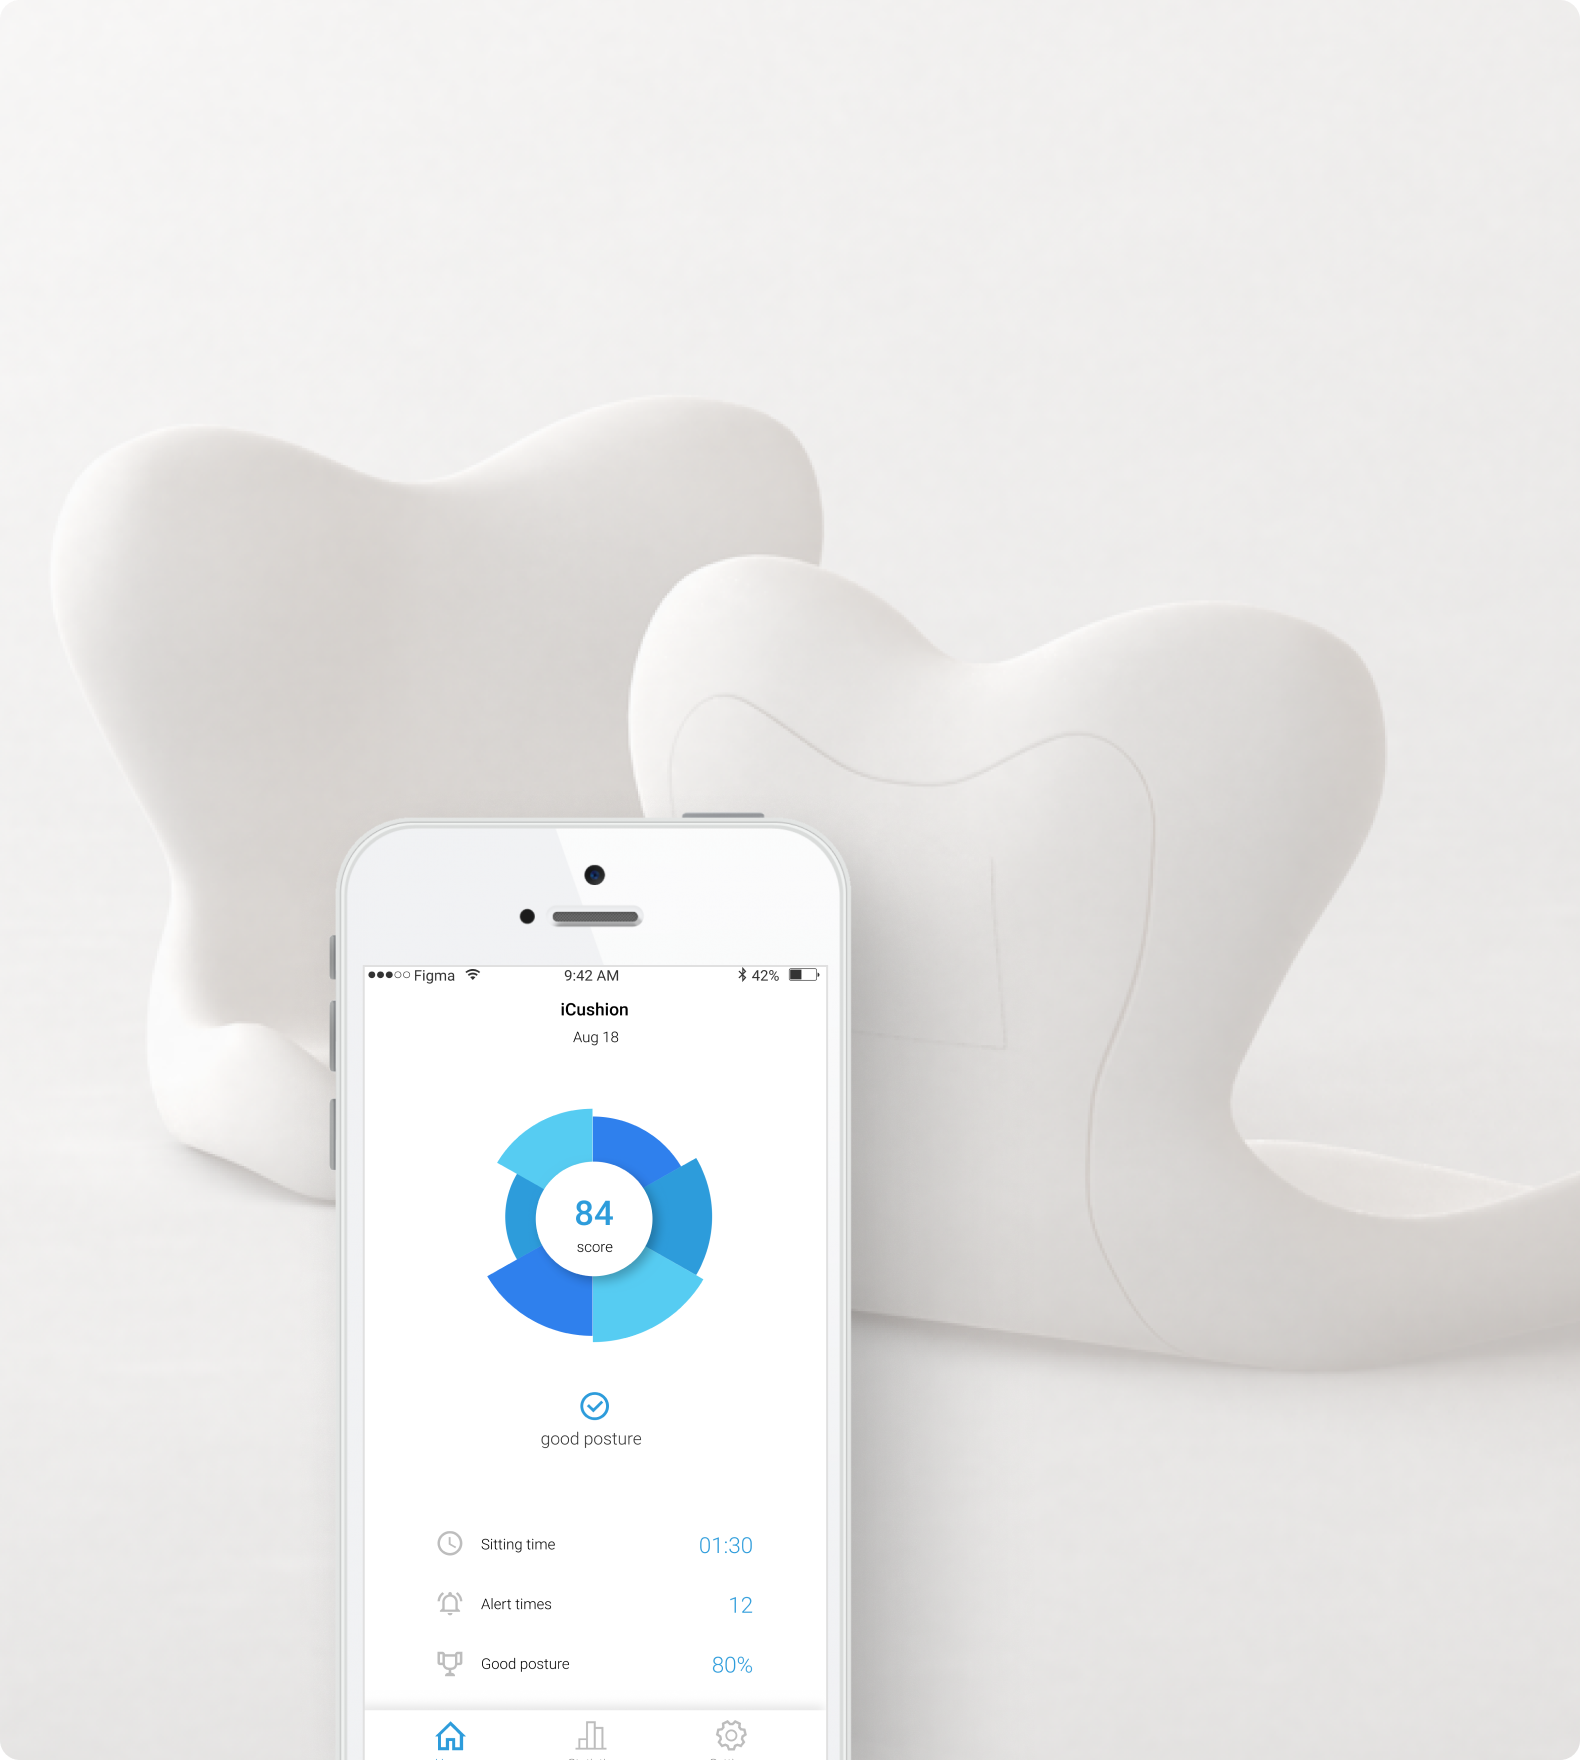 Figma 9:42 AM 42%
iCushion
Aug 18
84
score
good posture
Sitting time 01:30
Alert times 12
Good posture 80%